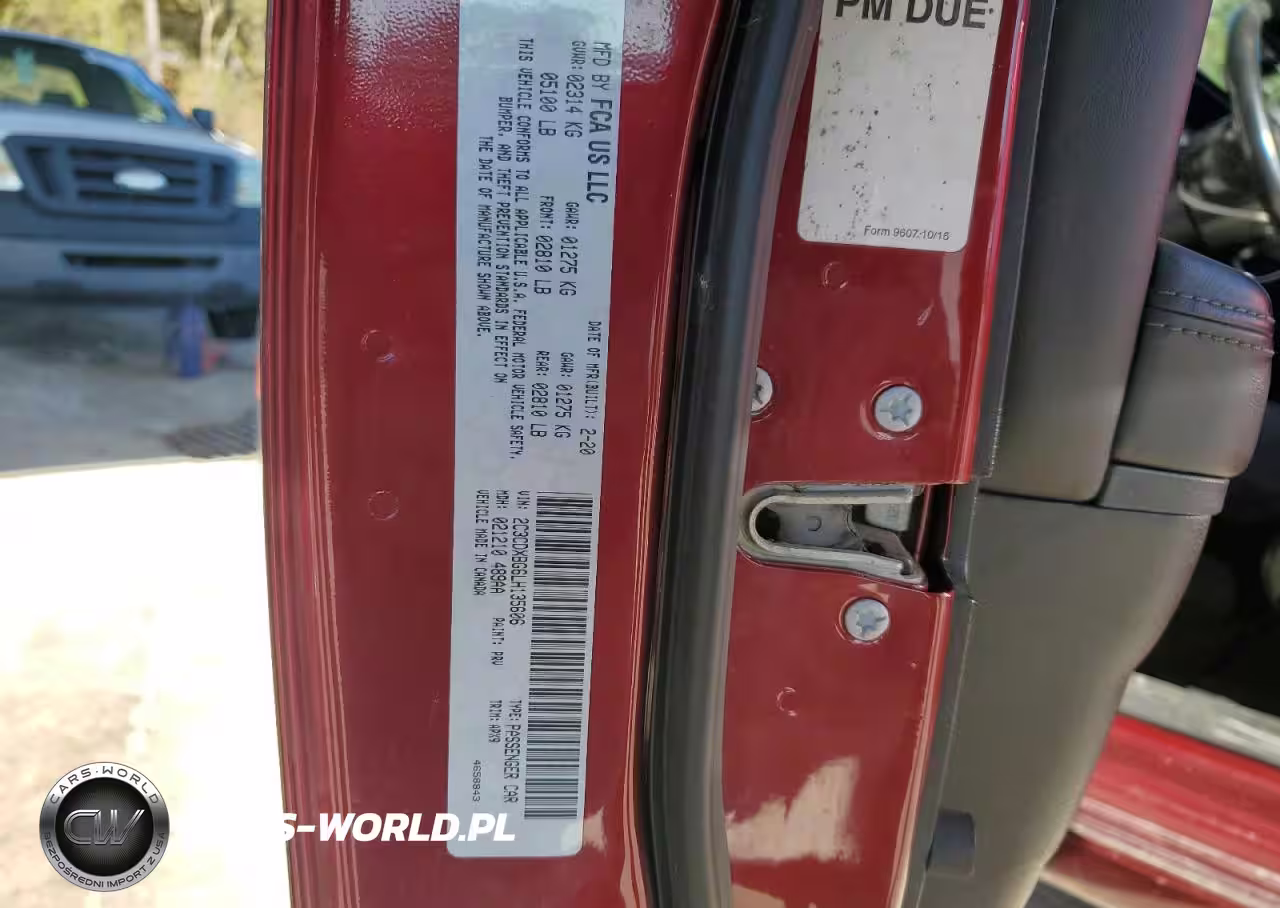 MFD BY FCA US LLC
DATE OF MFR(BUILT): 2-20
GVWR: 02314 KG GAWR: 01275 KG GAWR: 01275 KG
05100 LB FRONT: 02810 LB REAR: 02810 LB
THIS VEHICLE CONFORMS TO ALL APPLICABLE U.S.A. FEDERAL MOTOR VEHICLE SAFETY,
BUMPER, AND THEFT PREVENTION STANDARDS IN EFFECT ON
THE DATE OF MANUFACTURE SHOWN ABOVE.
VIN: 2C3CDXBG6LH135606 TYPE: PASSENGER CAR
MDH: 021210 489AA PAINT: PRV TRIM: APX9
VEHICLE MADE IN CANADA
4658843
PM DUE
Form 9607:10/16
CARS-WORLD
CW
BEZPOŚREDNI IMPORT Z USA
S-WORLD.PL